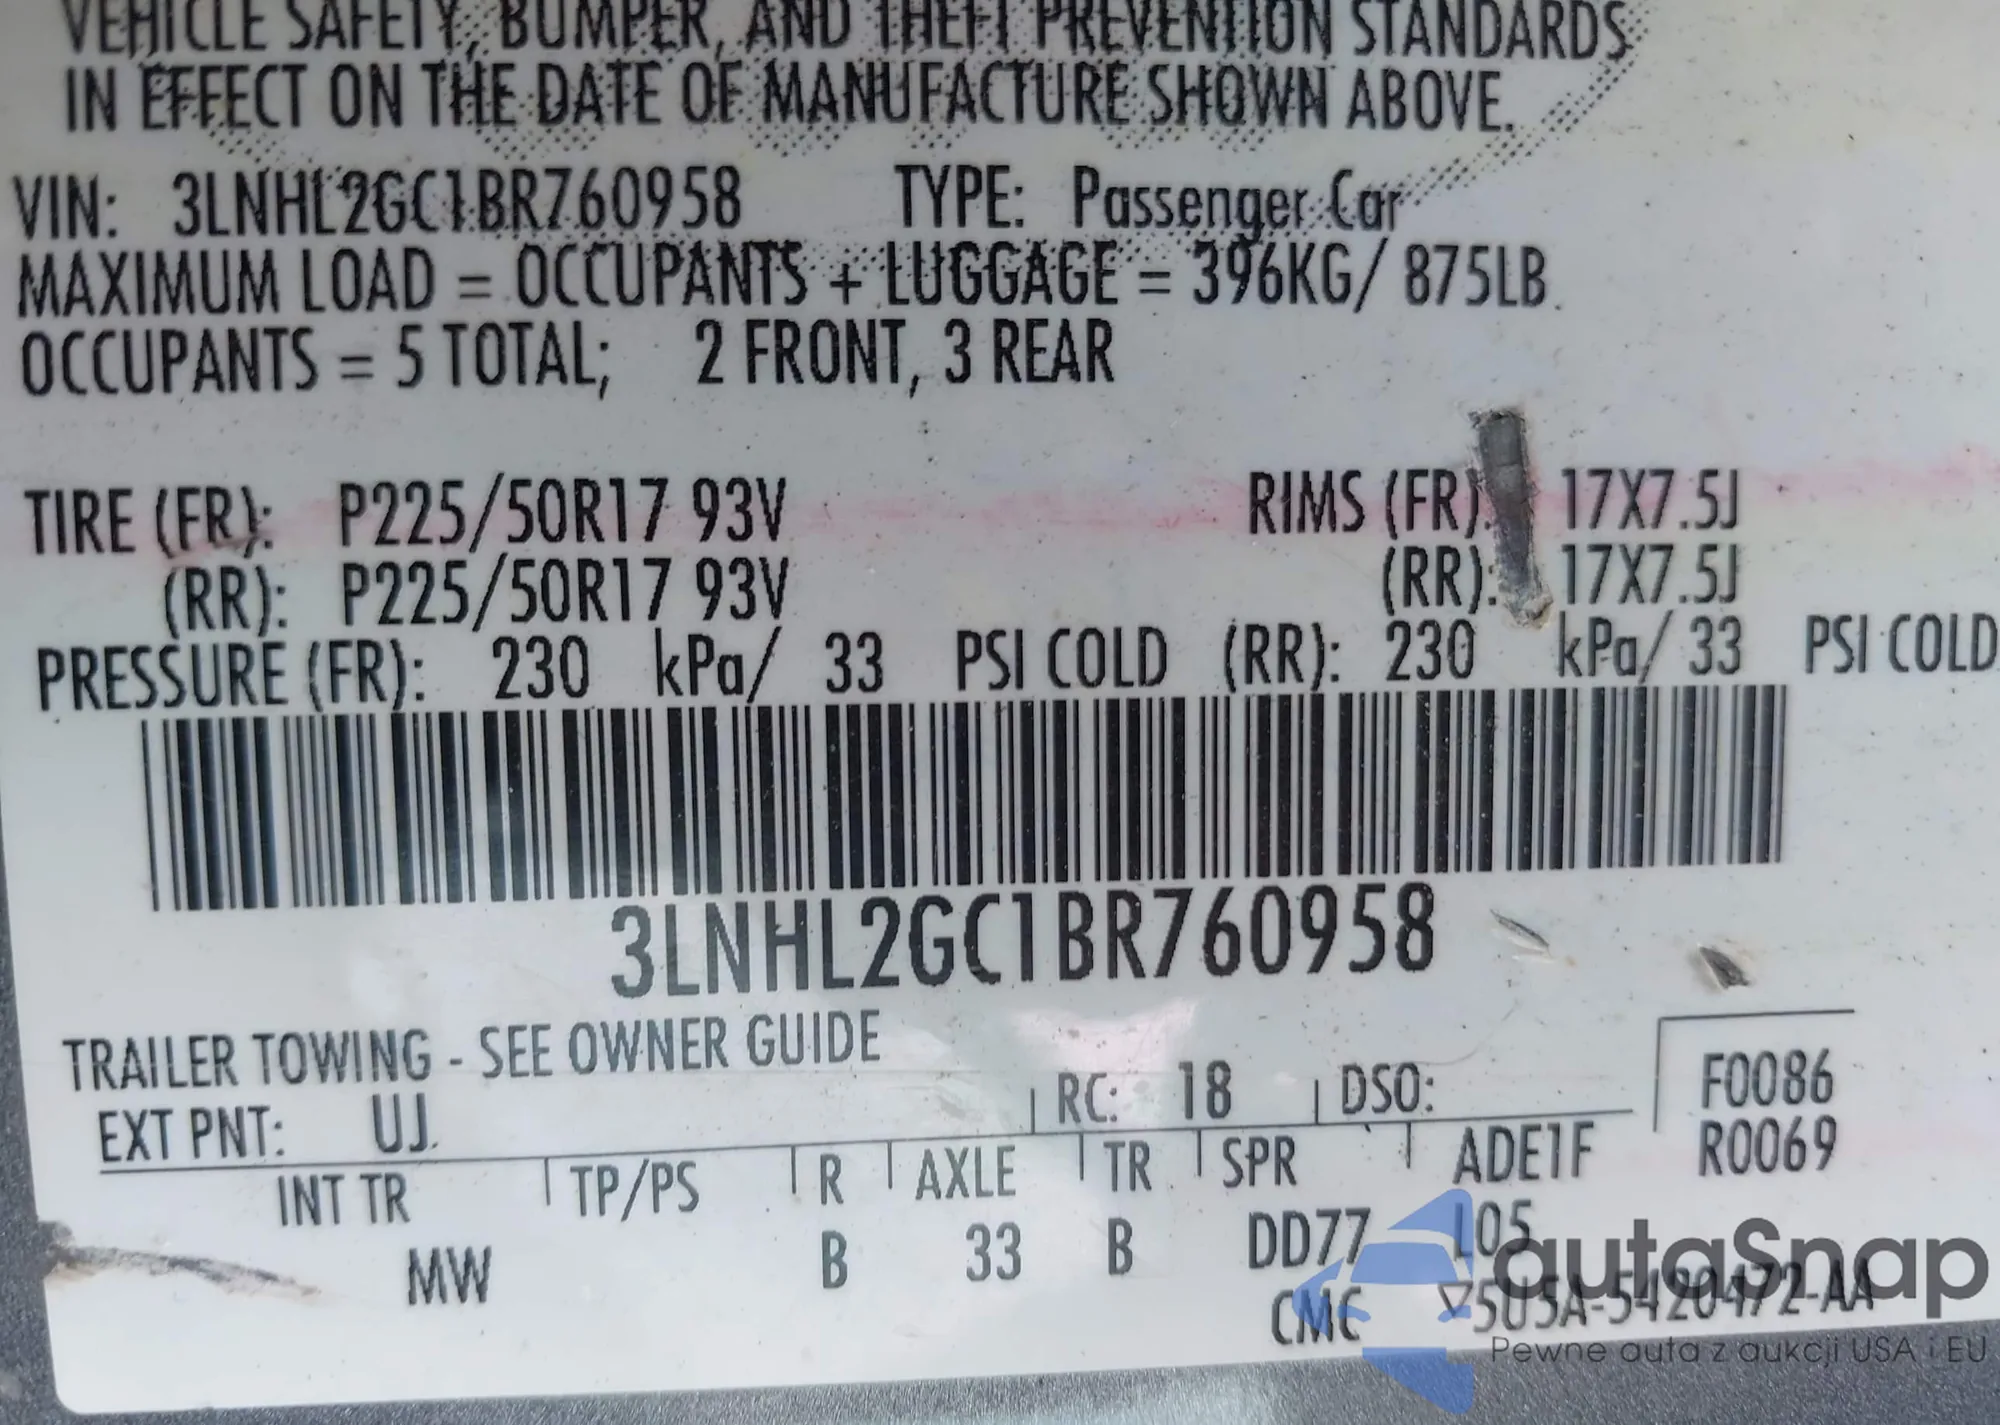 VEHICLE SAFETY, BUMPER, AND THEFT PREVENTION STANDARDS
IN EFFECT ON THE DATE OF MANUFACTURE SHOWN ABOVE.
VIN: 3LNHL2GC1BR760958 TYPE: Passenger Car
MAXIMUM LOAD = OCCUPANTS + LUGGAGE = 396KG/ 875LB
OCCUPANTS = 5 TOTAL; 2 FRONT, 3 REAR
TIRE (FR): P225/50R17 93V RIMS (FR): 17X7.5J
(RR): P225/50R17 93V (RR): 17X7.5J
PRESSURE (FR): 230 kPa/ 33 PSI COLD (RR): 230 kPa/ 33 PSI COLD
3LNHL2GC1BR760958
TRAILER TOWING - SEE OWNER GUIDE
EXT PNT: UJ RC: 18 DSO: F0086
R0069
INT TR TP/PS R AXLE TR SPR ADE1F
MW B 33 B DD77 L05
CMC ▽5U5A-5420472-AA
autoSnap
Pewne auta z aukcji USA i EU